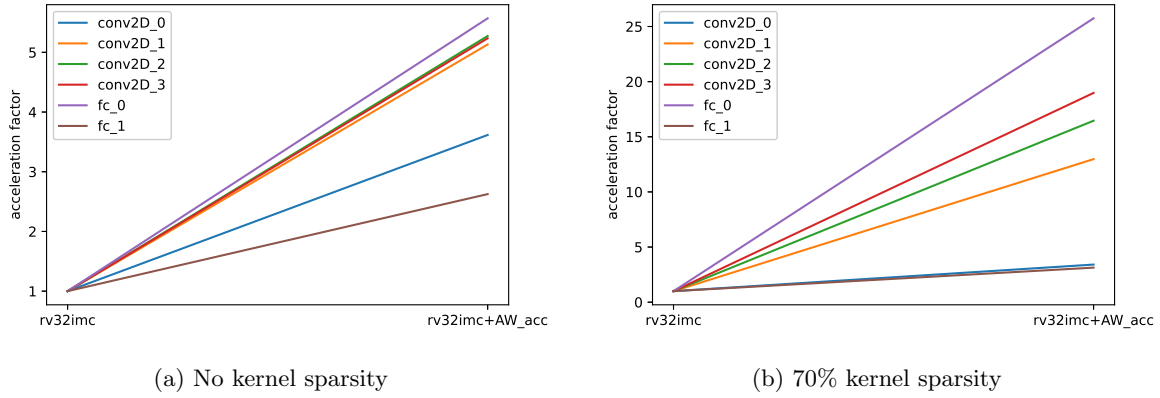 conv2D_0
conv2D_1
conv2D_2
conv2D_3
fc_0
fc_1
acceleration factor
5
4
3
2
1
rv32imc
rv32imc+AW_acc
(a) No kernel sparsity
conv2D_0
conv2D_1
conv2D_2
conv2D_3
fc_0
fc_1
acceleration factor
25
20
15
10
5
0
rv32imc
rv32imc+AW_acc
(b) 70% kernel sparsity